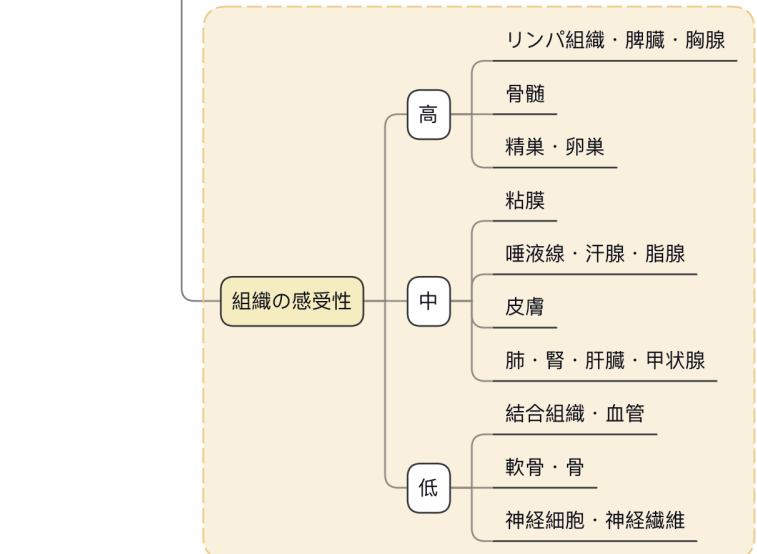 組織の感受性
高
リンパ組織・脾臓・胸腺
骨髄
精巣・卵巣
中
粘膜
唾液線・汗腺・脂腺
皮膚
肺・腎・肝臓・甲状腺
低
結合組織・血管
軟骨・骨
神経細胞・神経繊維